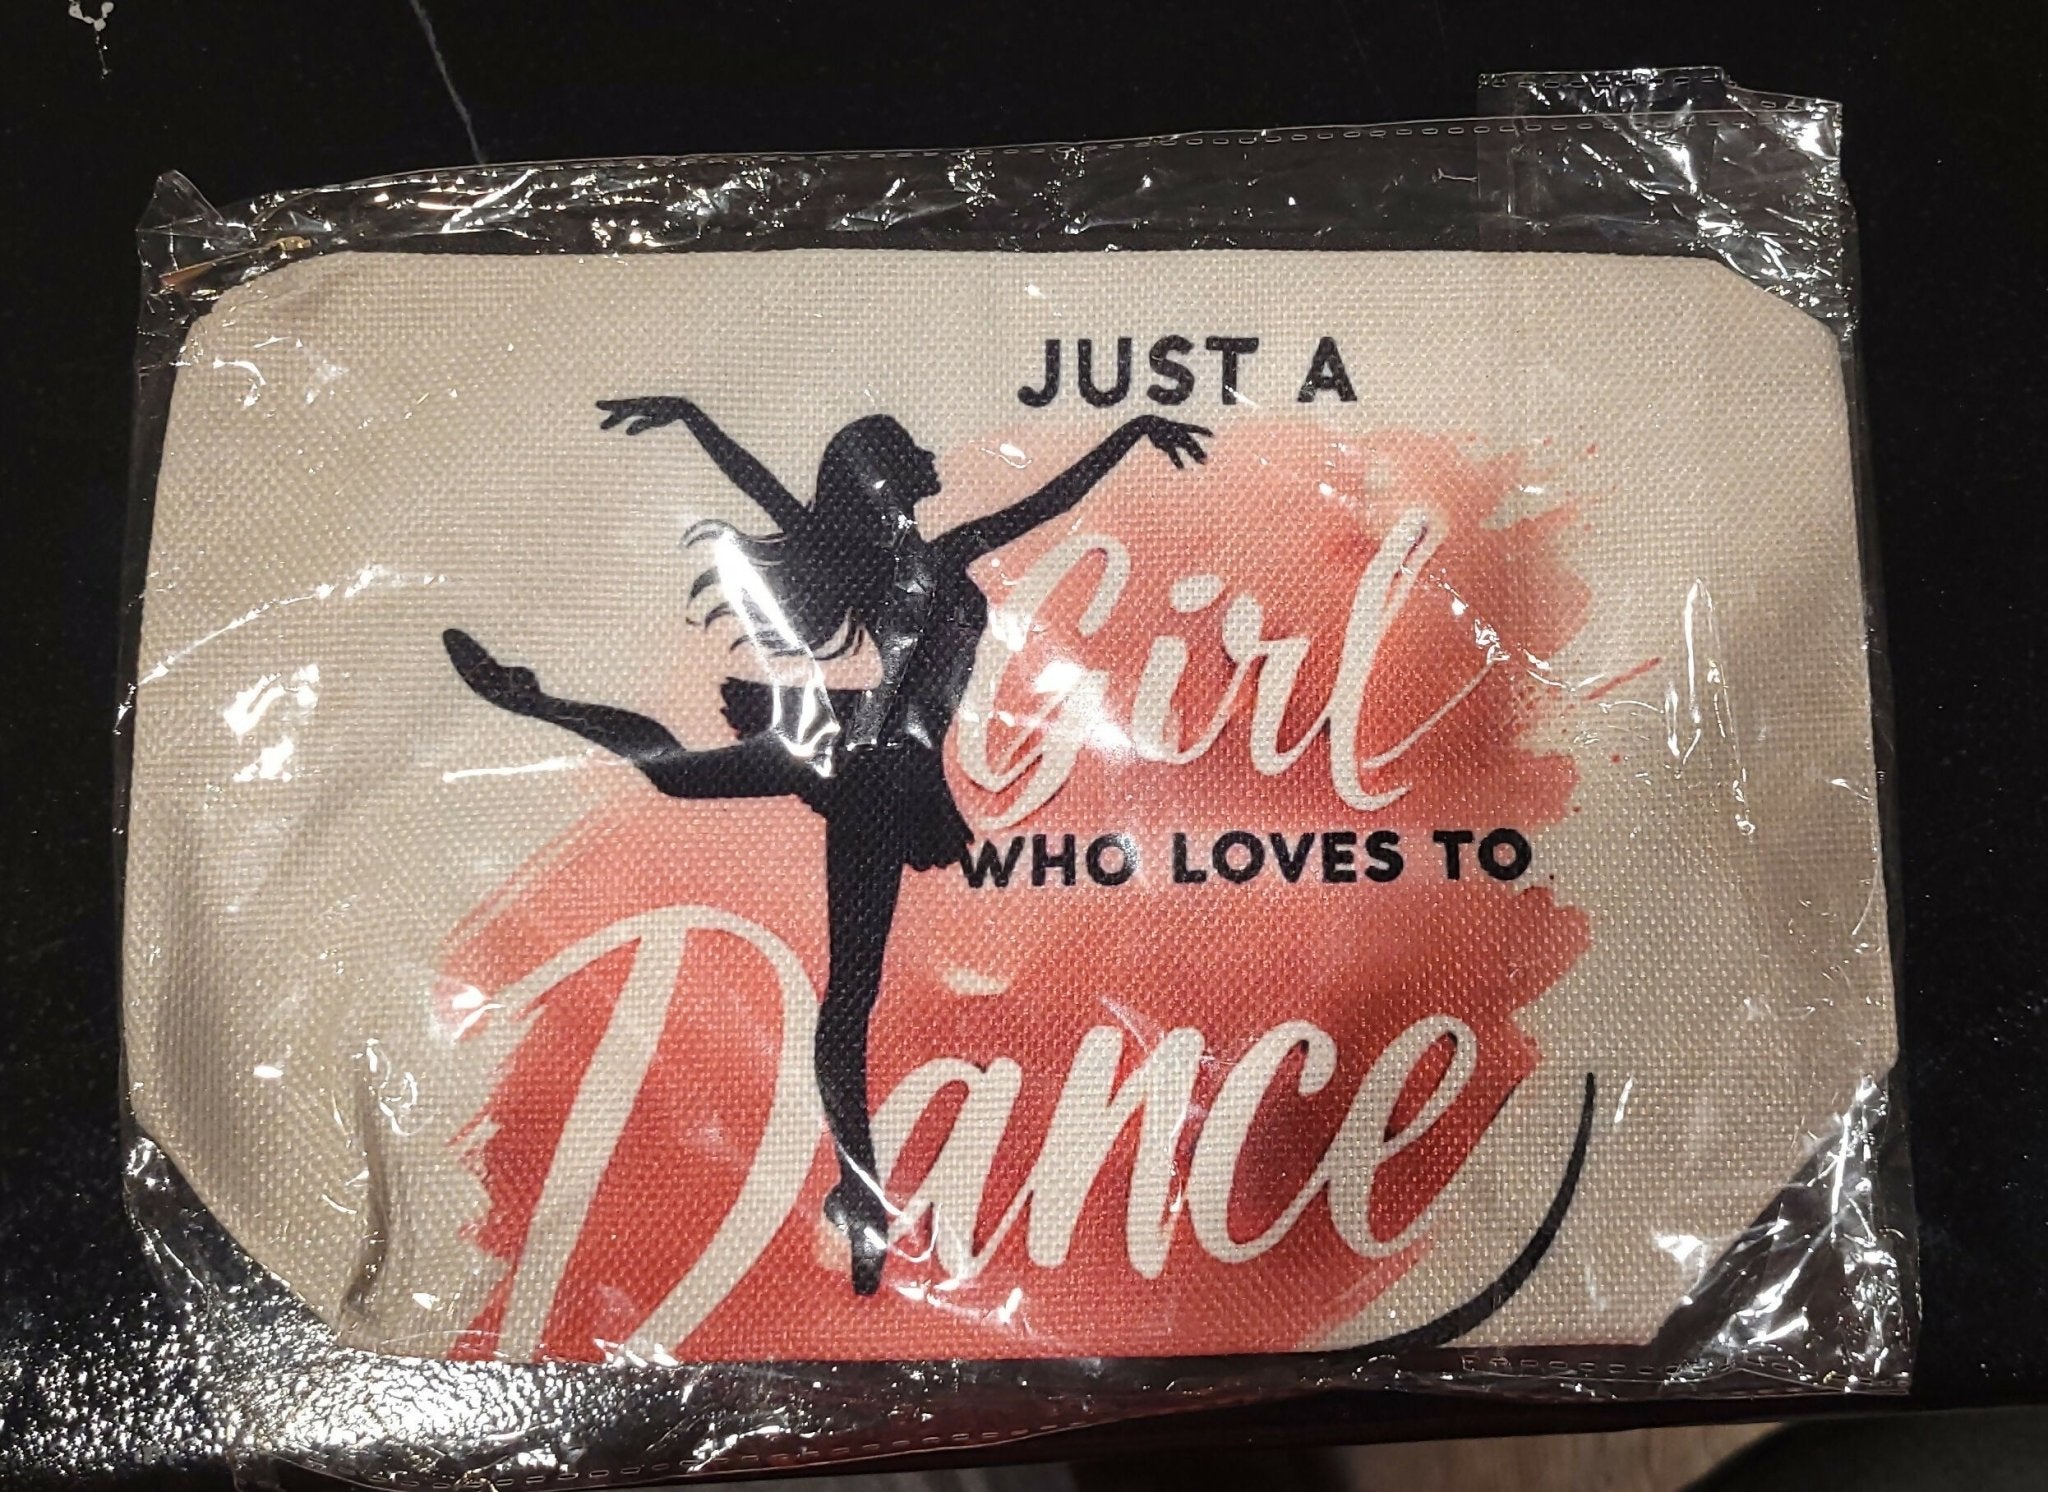 JUST A
Girl
WHO LOVES TO
Dance